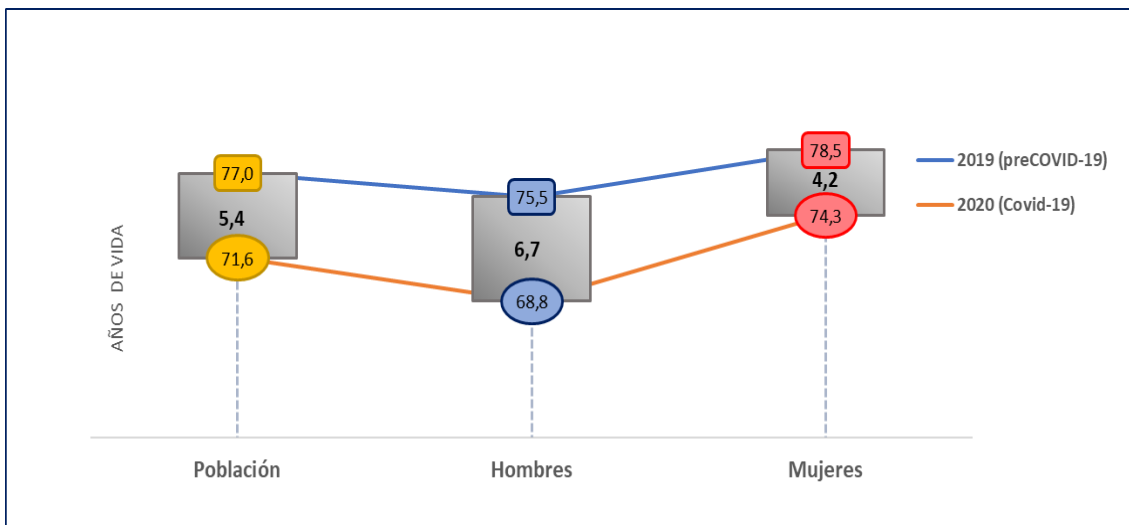 78,5
77,0
4,2
2019 (preCOVID-19)
75,5
5,4
2020 (Covid-19)
74,3
6,7
71,6
68,8
AÑOS DE VIDA
Población Hombres Mujeres